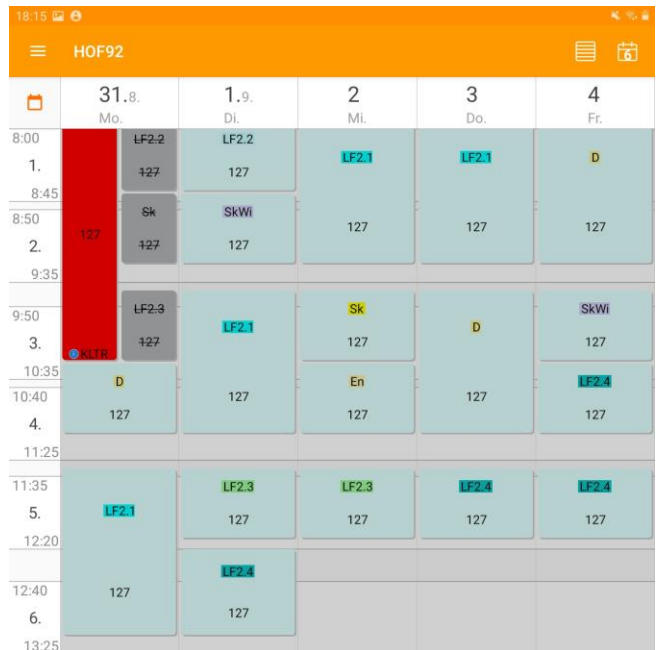 18:15
HOF92
6
31.8. 1.9. 2 3 4
Mo. Di. Mi. Do. Fr.
8:00
1.
8:45
LF2.2
127
LF2.2
127
LF2.1
127
LF2.1
127
D
127
127
KLTR
8:50
2.
9:35
Sk
127
SkWi
127
9:50
3.
10:35
LF2.3
127
LF2.1
127
Sk
127
D
127
SkWi
127
10:40
4.
11:25
D
127
En
127
LF2.4
127
11:35
5.
12:20
LF2.1
127
LF2.3
127
LF2.3
127
LF2.4
127
LF2.4
127
12:40
6.
13:25
LF2.4
127